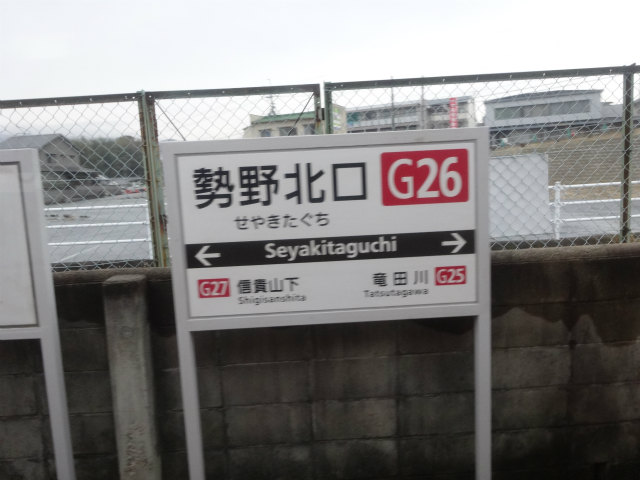 勢野北口 G26
せやきたぐち
← Seyakitaguchi →
G27 信貴山下 竜田川 G25
Shigisanshita Tatsutagawa